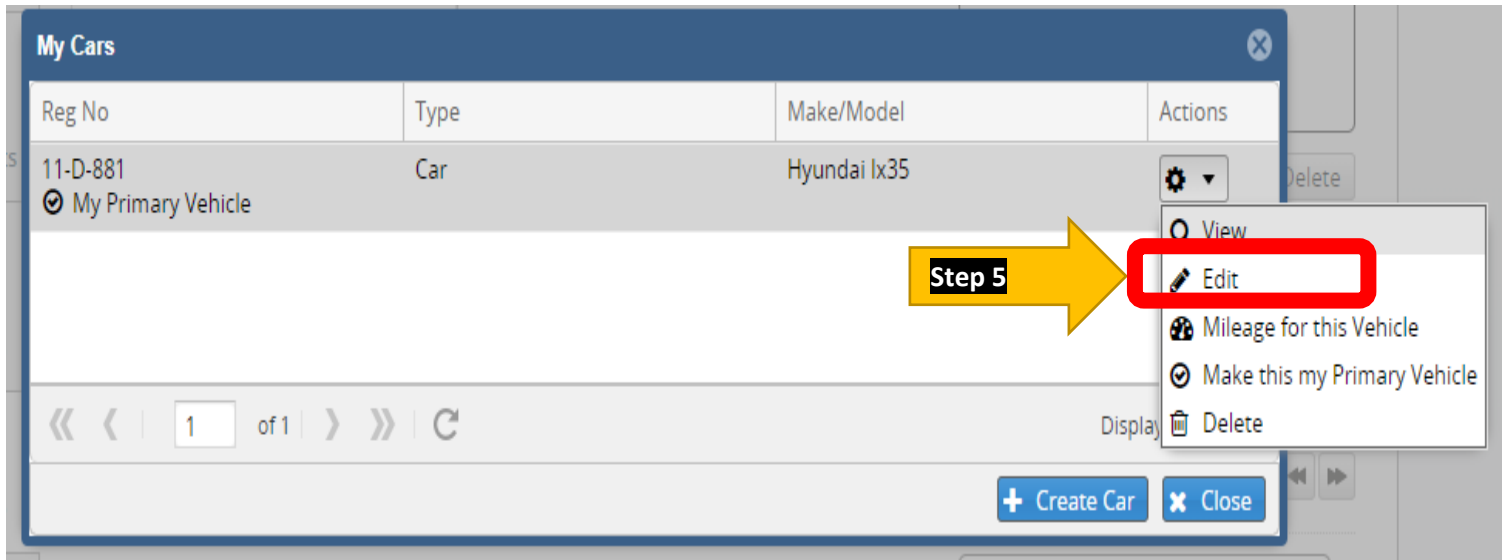 My Cars
Reg No Type Make/Model Actions
11-D-881 Car Hyundai Ix35
My Primary Vehicle
Delete
View
Step 5
Edit
Mileage for this Vehicle
Make this my Primary Vehicle
Delete
1 of 1
Create Car Close